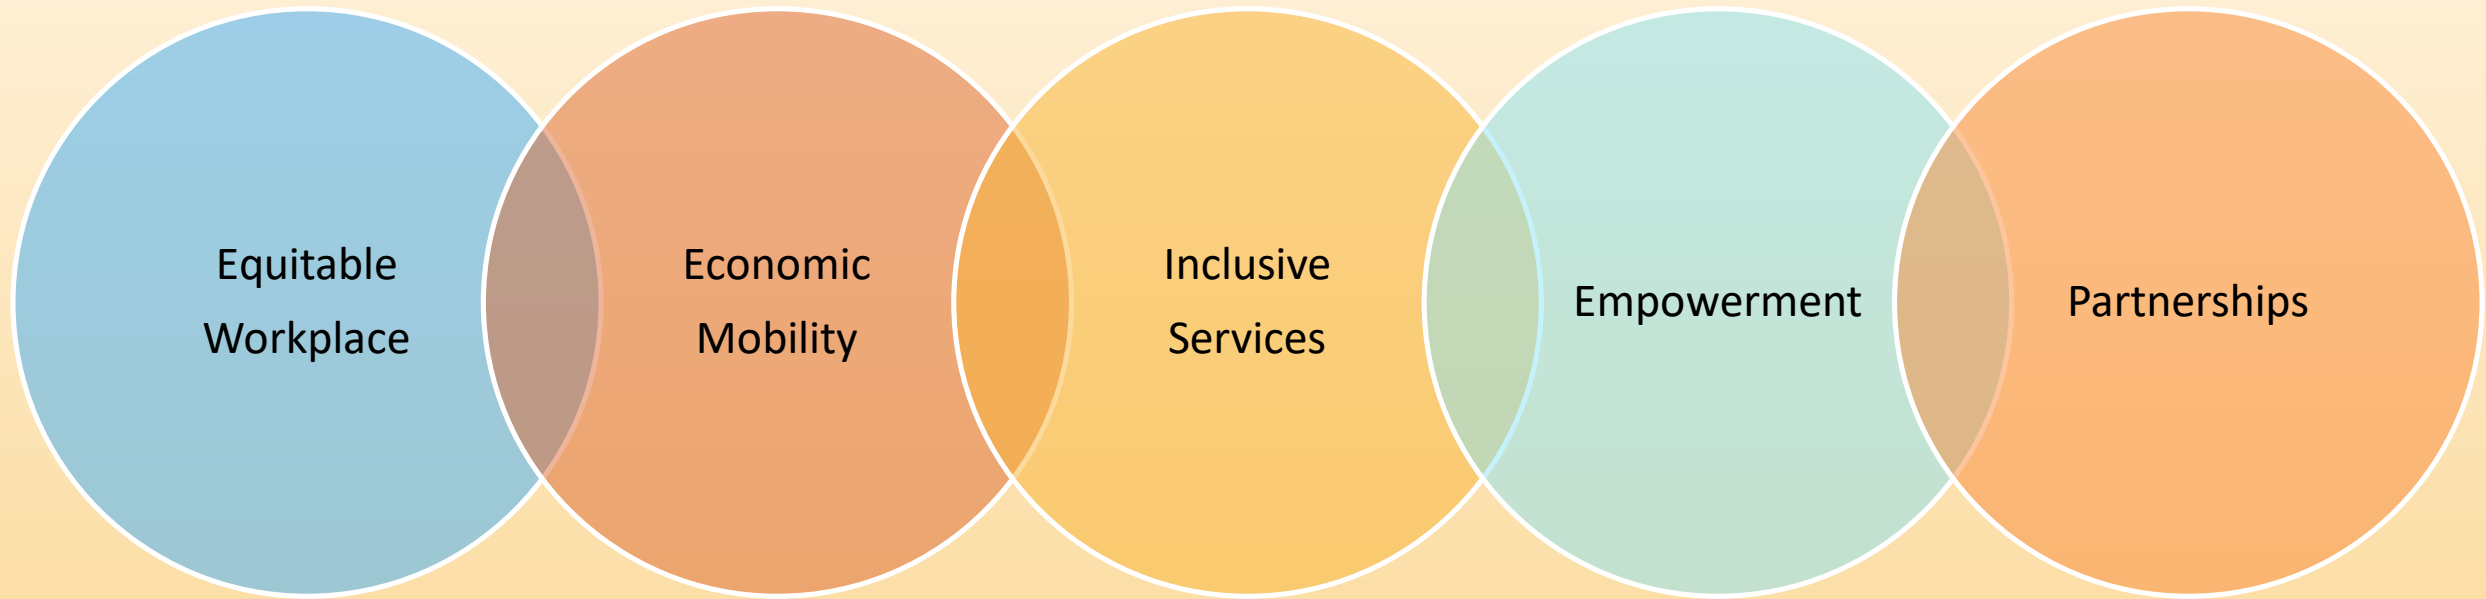 Equitable
Workplace
Economic
Mobility
Inclusive
Services
Empowerment
Partnerships